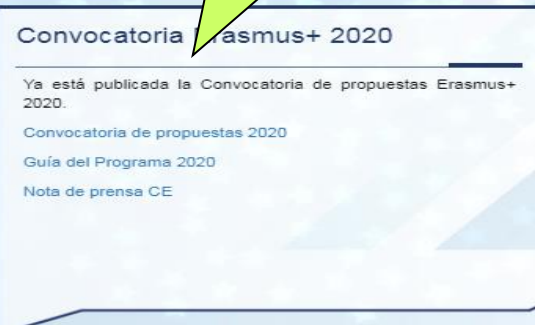 Convocatoria Erasmus+ 2020
Ya está publicada la Convocatoria de propuestas Erasmus+
2020.
Convocatoria de propuestas 2020
Guía del Programa 2020
Nota de prensa CE